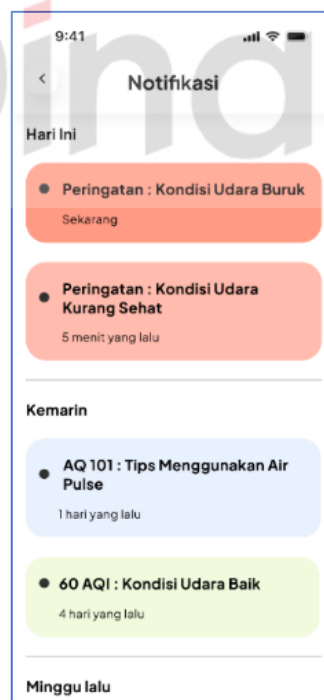 9:41
Notifikasi
Hari Ini
Peringatan : Kondisi Udara Buruk
Sekarang
Peringatan : Kondisi Udara
Kurang Sehat
5 menit yang lalu
Kemarin
AQ 101 : Tips Menggunakan Air
Pulse
1 hari yang lalu
60 AQI : Kondisi Udara Baik
4 hari yang lalu
Minggu lalu